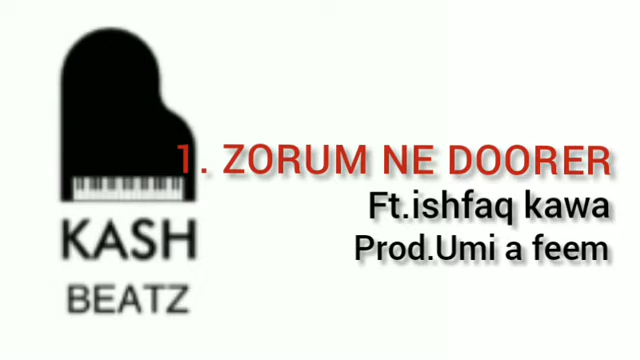 1. ZORUM NE DOORER
Ft.ishfaq kawa
Prod.Umi a feem
KASH
BEATZ